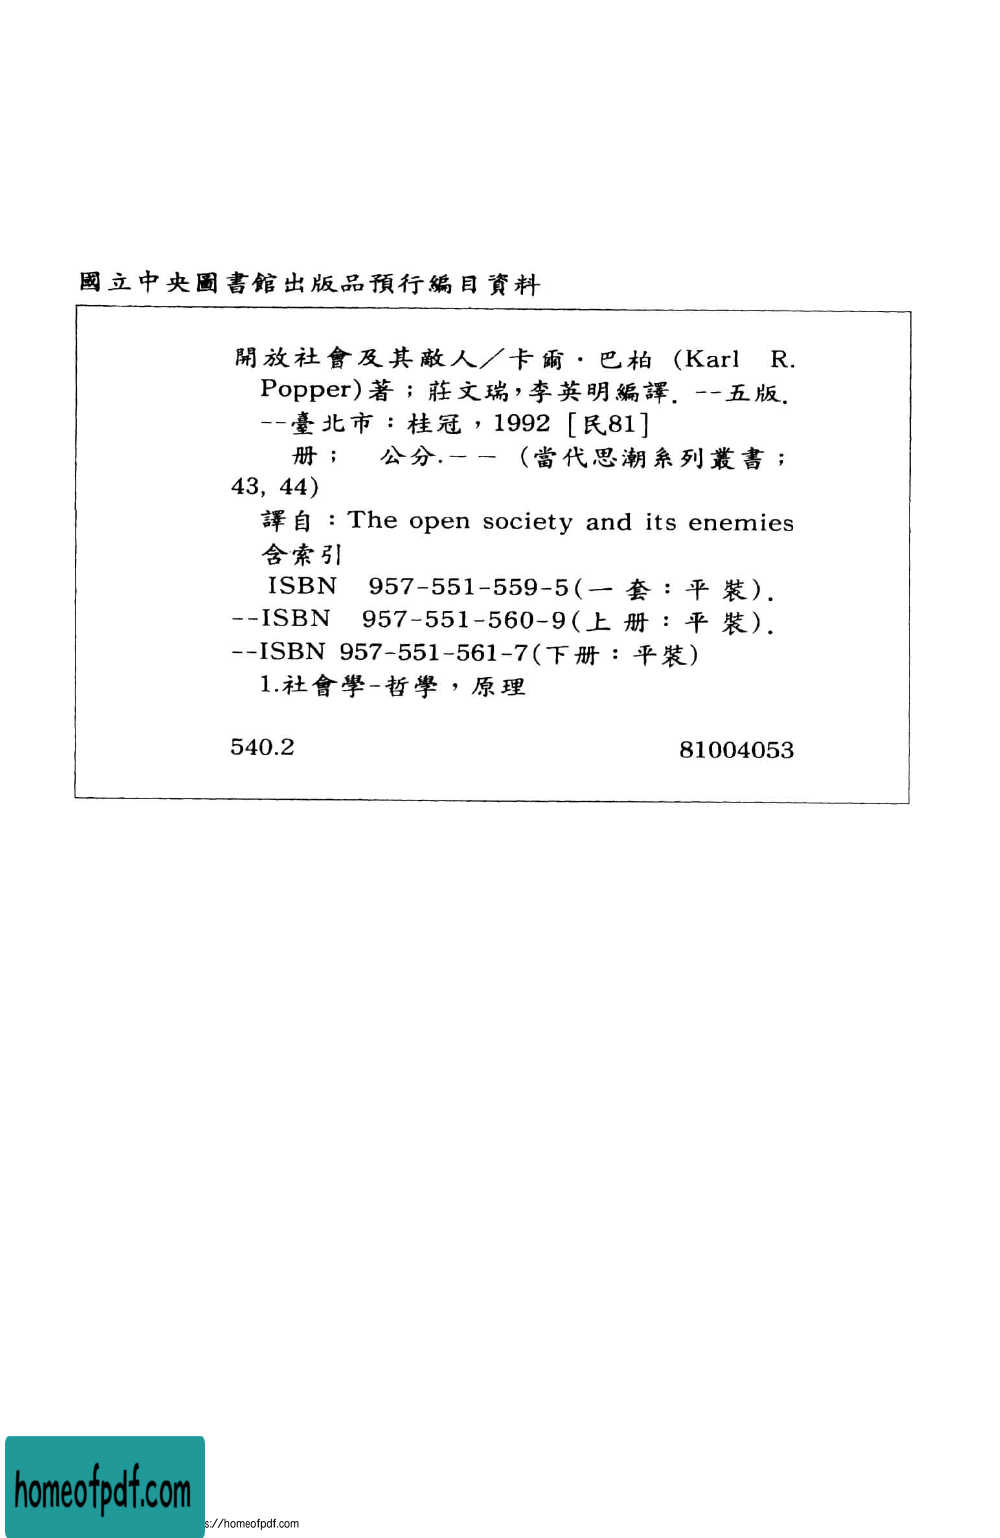 國立中央圖書館出版品預行編目資料
開放社會及其敵人／卡爾·巴柏 (Karl R.
Popper)著；莊文瑞，李英明編譯. --五版.
--臺北市：桂冠，1992 [民81]
册； 公分.-- (當代思潮系列叢書；
43, 44)
譯自：The open society and its enemies
含索引
ISBN 957-551-559-5(一套：平裝).
--ISBN 957-551-560-9(上册：平裝).
--ISBN 957-551-561-7(下册：平裝)
1.社會學-哲學，原理
540.2 81004053
homeofpdf.com
s://homeofpdf.com